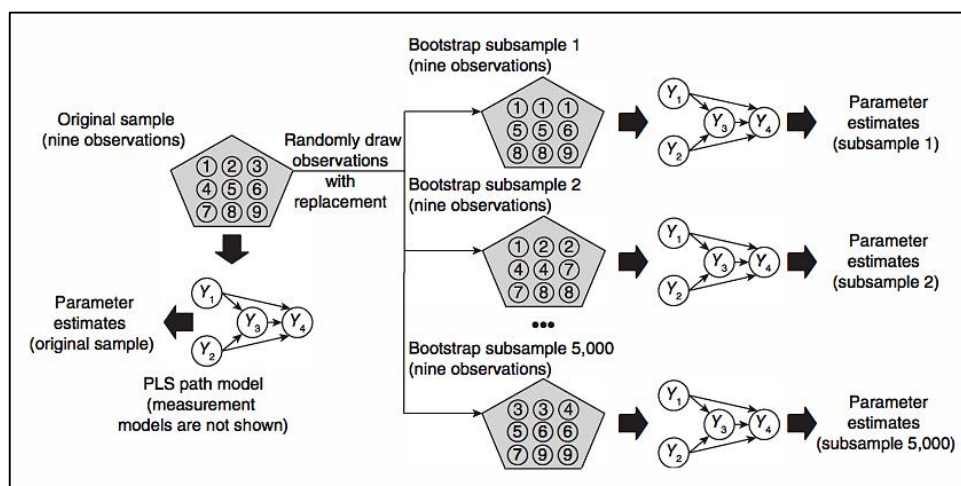 Original sample
(nine observations)
1 2 3
4 5 6
7 8 9
Randomly draw
observations
with
replacement
Parameter
estimates
(original sample)
Y1
Y2
Y3
Y4
PLS path model
(measurement
models are not shown)
Bootstrap subsample 1
(nine observations)
1 1 1
5 5 6
8 8 9
Y1
Y2
Y3
Y4
Parameter
estimates
(subsample 1)
Bootstrap subsample 2
(nine observations)
1 2 2
4 4 7
7 8 8
Y1
Y2
Y3
Y4
Parameter
estimates
(subsample 2)
•••
Bootstrap subsample 5,000
(nine observations)
3 3 4
5 6 6
7 9 9
Y1
Y2
Y3
Y4
Parameter
estimates
(subsample 5,000)